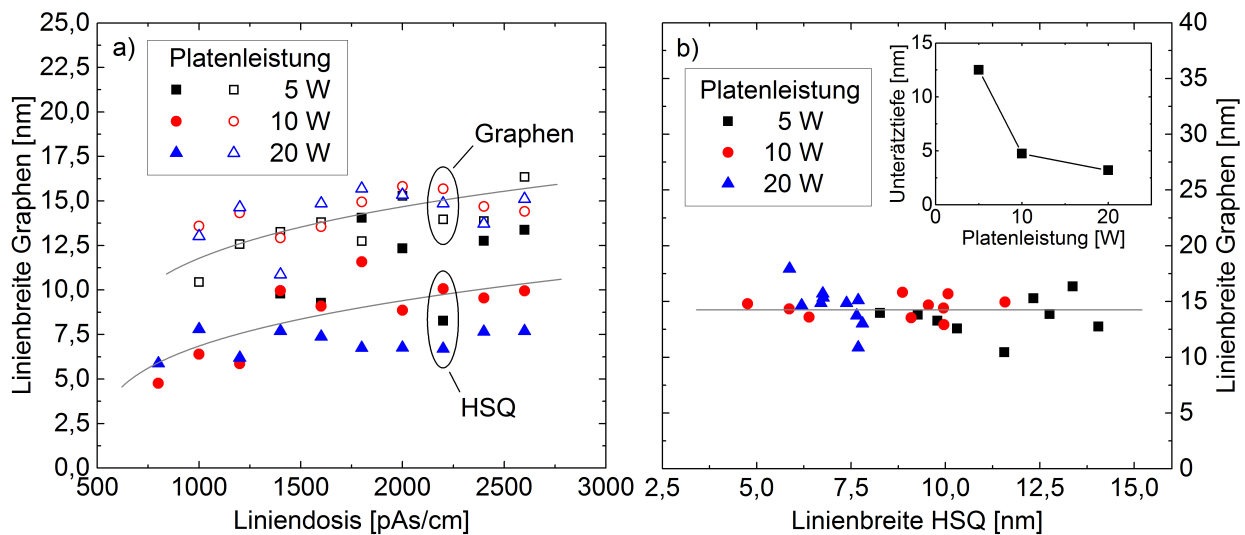 a)
Platenleistung
5 W
10 W
20 W
Graphen
HSQ
25,0
22,5
20,0
17,5
15,0
12,5
10,0
7,5
5,0
2,5
0,0
Linienbreite Graphen [nm]
500 1000 1500 2000 2500 3000
Liniendosis [pAs/cm]
b)
Platenleistung
5 W
10 W
20 W
15
10
5
0
Unterätztiefe [nm]
0 10 20
Platenleistung [W]
40
35
30
25
20
15
10
5
0
Linienbreite Graphen [nm]
2,5 5,0 7,5 10,0 12,5 15,0
Linienbreite HSQ [nm]